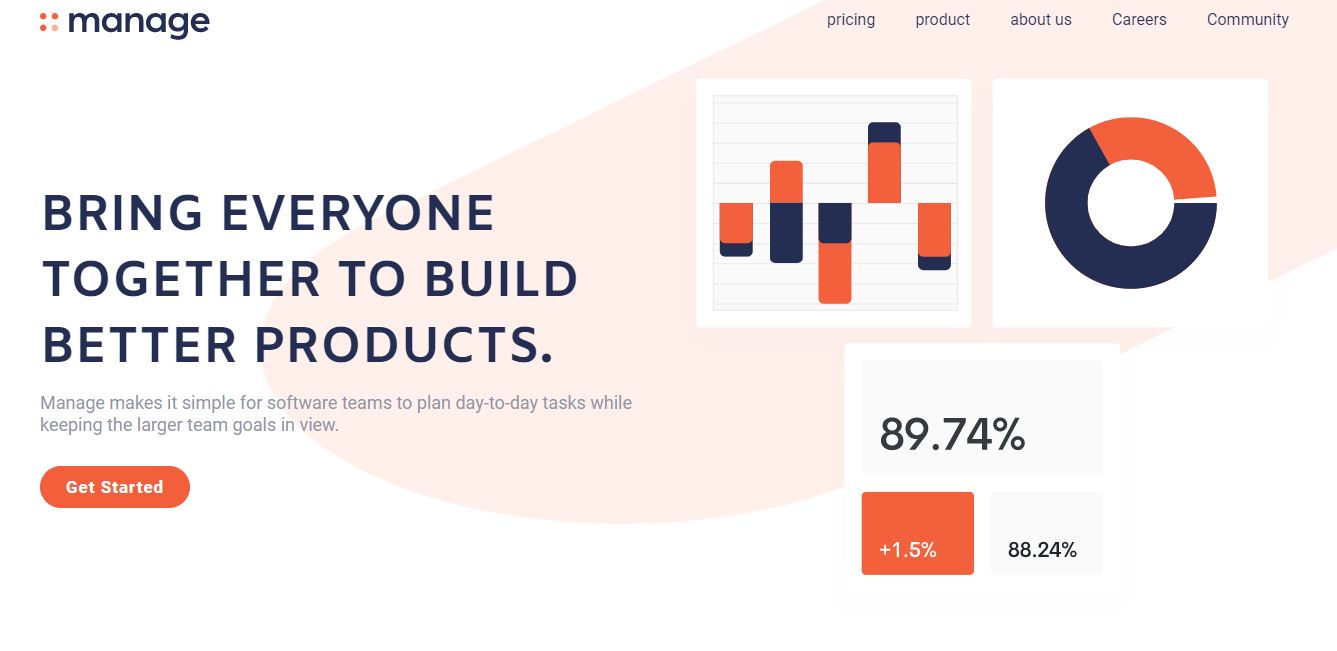 manage
pricing product about us Careers Community
BRING EVERYONE
TOGETHER TO BUILD
BETTER PRODUCTS.
Manage makes it simple for software teams to plan day-to-day tasks while
keeping the larger team goals in view.
Get Started
89.74%
+1.5%
88.24%